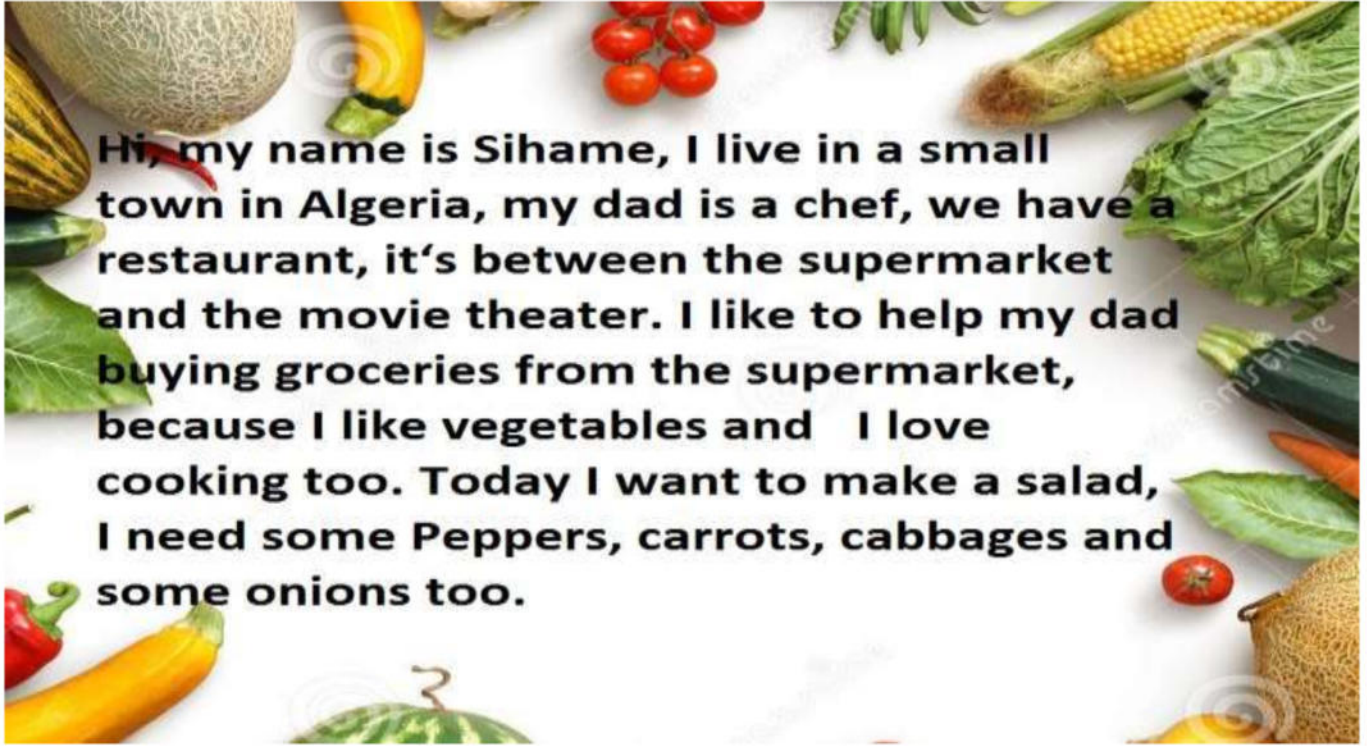 Hi, my name is Sihame, I live in a small
town in Algeria, my dad is a chef, we have a
restaurant, it‘s between the supermarket
and the movie theater. I like to help my dad
buying groceries from the supermarket,
because I like vegetables and   I love
cooking too. Today I want to make a salad,
I need some Peppers, carrots, cabbages and
some onions too.